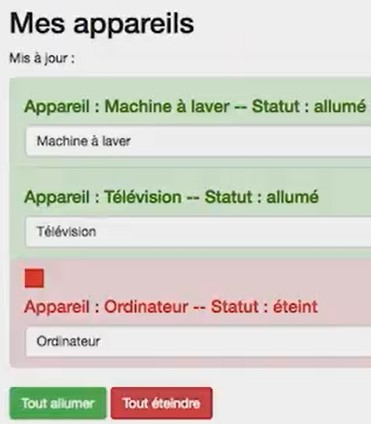 Mes appareils
Mis à jour :
Appareil : Machine à laver -- Statut : allumé
Machine à laver
Appareil : Télévision -- Statut : allumé
Télévision
Appareil : Ordinateur -- Statut : éteint
Ordinateur
Tout allumer Tout éteindre